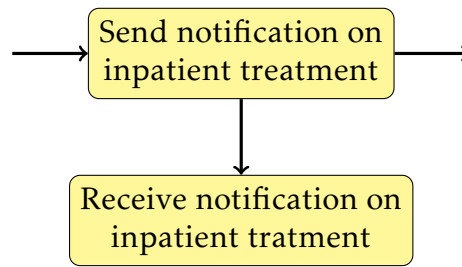 Send notification on
inpatient treatment
Receive notification on
inpatient tratment